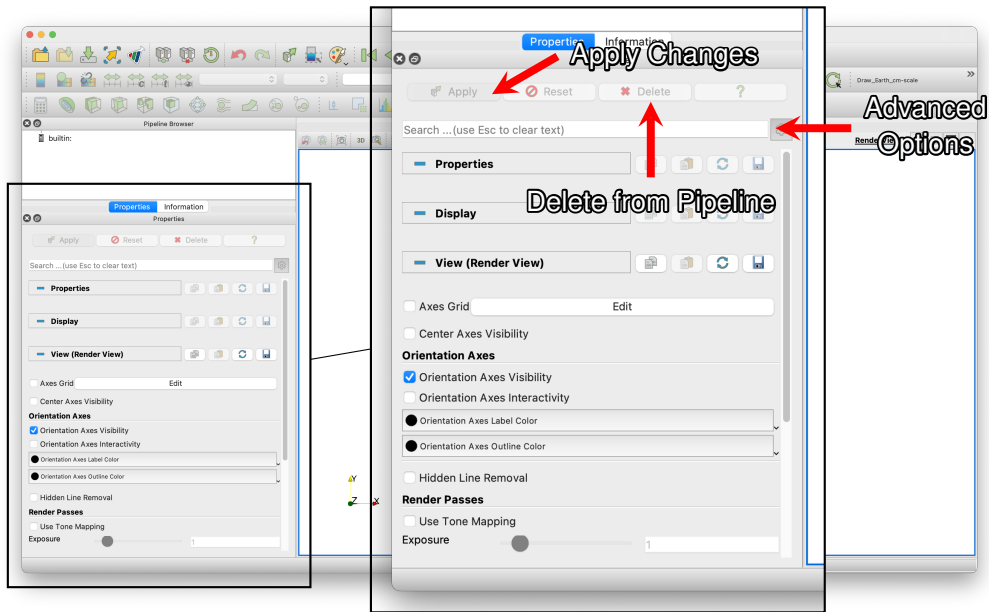 Draw_Earth_cm-scale
»
Pipeline Browser
builtin:
3D
Properties Information
Properties
Apply Reset Delete ?
Search ...(use Esc to clear text)
Properties
Display
View (Render View)
Axes Grid Edit
Center Axes Visibility
Orientation Axes
Orientation Axes Visibility
Orientation Axes Interactivity
Orientation Axes Label Color
Orientation Axes Outline Color
Hidden Line Removal
Render Passes
Use Tone Mapping
Exposure 1
Y
Z X
Properties Information
Apply Changes
Apply Reset Delete ?
Advanced
Options
Search ...(use Esc to clear text)
Properties
Delete from Pipeline
Display
View (Render View)
Axes Grid Edit
Center Axes Visibility
Orientation Axes
Orientation Axes Visibility
Orientation Axes Interactivity
Orientation Axes Label Color
Orientation Axes Outline Color
Hidden Line Removal
Render Passes
Use Tone Mapping
Exposure 1